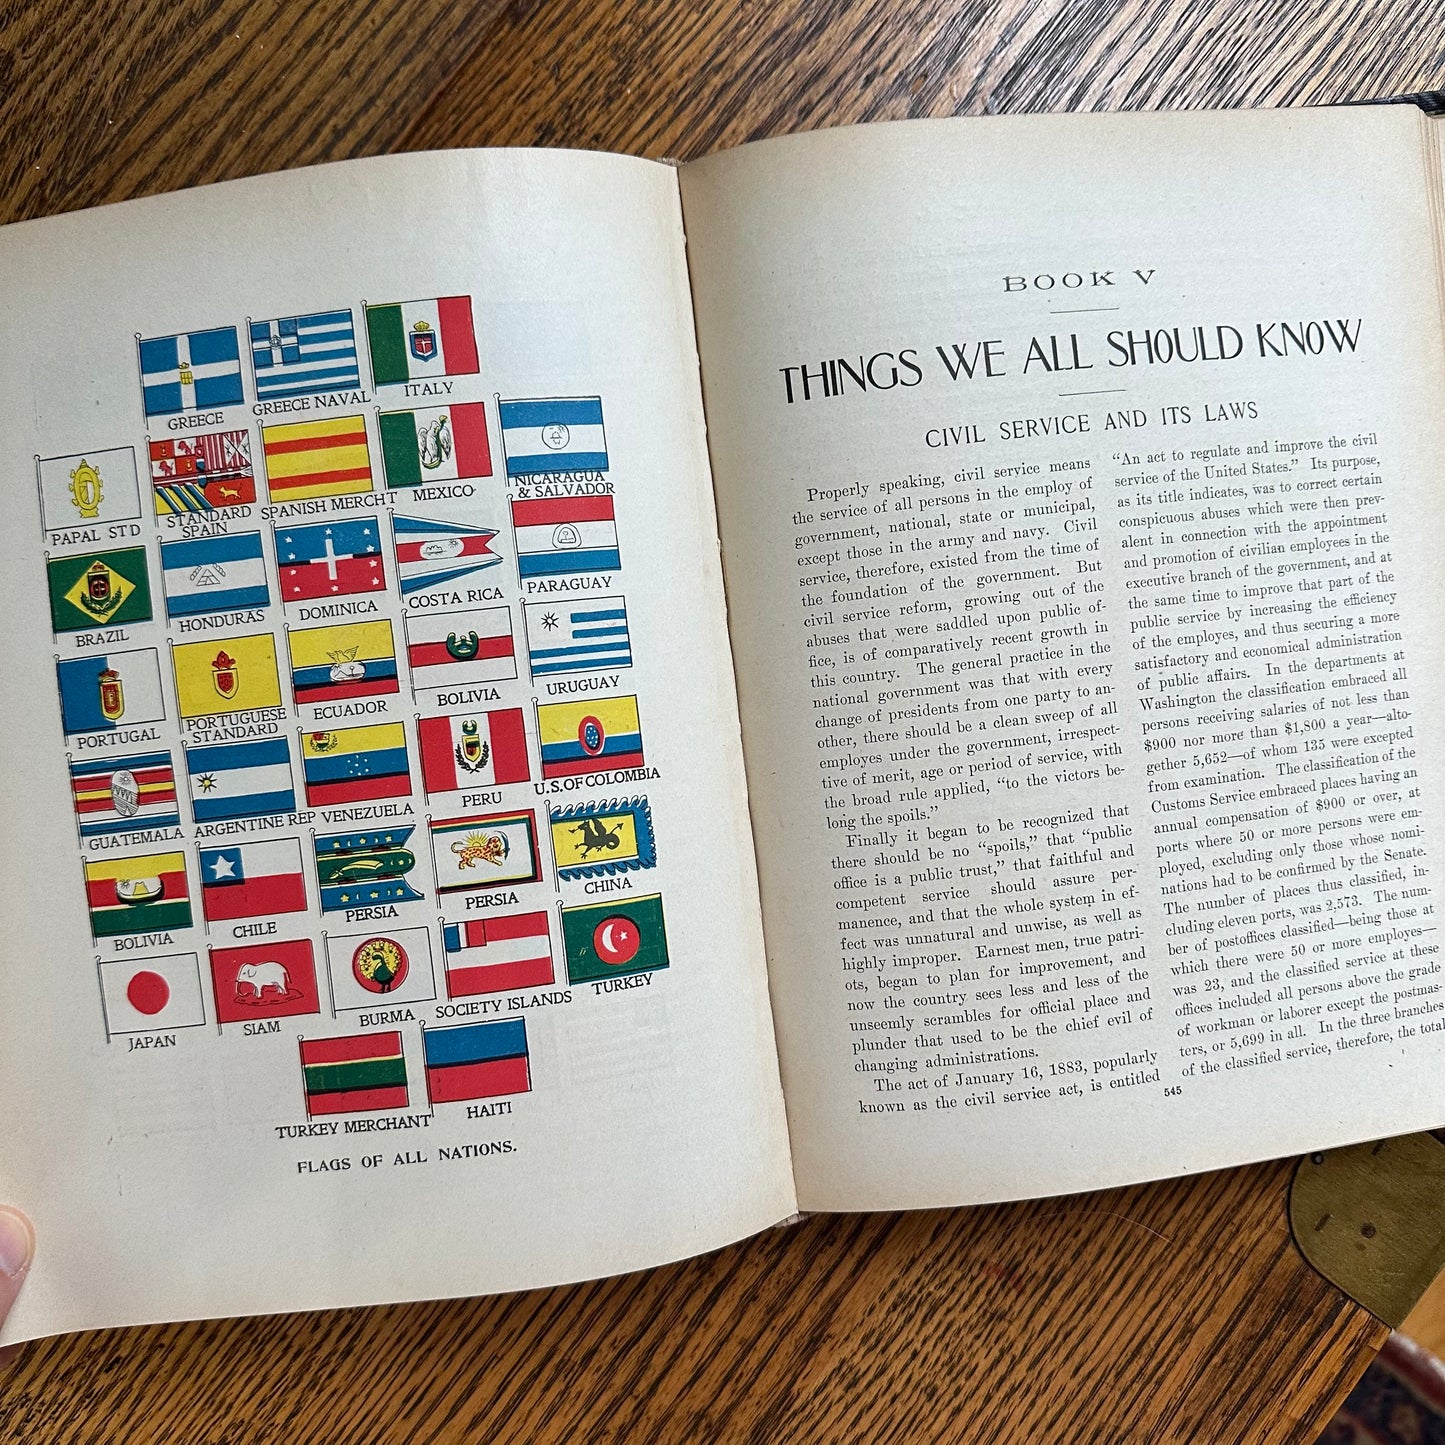 GREECE
GREECE NAVAL
ITALY
PAPAL STD
STANDARD
SPAIN
SPANISH MERCHT
MEXICO
NICARAGUA
& SALVADOR
BRAZIL
HONDURAS
DOMINICA
COSTA RICA
PARAGUAY
PORTUGAL
PORTUGUESE
STANDARD
ECUADOR
BOLIVIA
URUGUAY
GUATEMALA
ARGENTINE REP
VENEZUELA
PERU
U.S. OF COLOMBIA
BOLIVIA
CHILE
PERSIA
PERSIA
CHINA
JAPAN
SIAM
BURMA
SOCIETY ISLANDS
TURKEY
TURKEY MERCHANT
HAITI
FLAGS OF ALL NATIONS.
BOOK V
THINGS WE ALL SHOULD KNOW
CIVIL SERVICE AND ITS LAWS
Properly speaking, civil service means
the service of all persons in the employ of
government, national, state or municipal,
except those in the army and navy. Civil
service, therefore, existed from the time of
the foundation of the government. But
civil service reform, growing out of the
abuses that were saddled upon public of-
fice, is of comparatively recent growth in
this country. The general practice in the
national government was that with every
change of presidents from one party to an-
other, there should be a clean sweep of all
employes under the government, irrespec-
tive of merit, age or period of service, with
the broad rule applied, "to the victors be-
long the spoils."
Finally it began to be recognized that
there should be no "spoils," that "public
office is a public trust," that faithful and
competent service should assure per-
manence, and that the whole system in ef-
fect was unnatural and unwise, as well as
highly improper. Earnest men, true patri-
ots, began to plan for improvement, and
now the country sees less and less of the
unseemly scrambles for official place and
plunder that used to be the chief evil of
changing administrations.
The act of January 16, 1883, popularly
known as the civil service act, is entitled
"An act to regulate and improve the civil
service of the United States." Its purpose,
as its title indicates, was to correct certain
conspicuous abuses which were then prev-
alent in connection with the appointment
and promotion of civilian employees in the
executive branch of the government, and at
the same time to improve that part of the
public service by increasing the efficiency
of the employes, and thus securing a more
satisfactory and economical administration
of public affairs. In the departments at
Washington the classification embraced all
persons receiving salaries of not less than
$900 nor more than $1,800 a year—alto-
gether 5,652—of whom 135 were excepted
from examination. The classification of the
Customs Service embraced places having an
annual compensation of $900 or over, at
ports where 50 or more persons were em-
ployed, excluding only those whose nomi-
nations had to be confirmed by the Senate.
The number of places thus classified, in-
cluding eleven ports, was 2,573. The num-
ber of postoffices classified—being those at
which there were 50 or more employes—
was 23, and the classified service at these
offices included all persons above the grade
of workman or laborer except the postmas-
ters, or 5,699 in all. In the three branches
of the classified service, therefore, the total
545